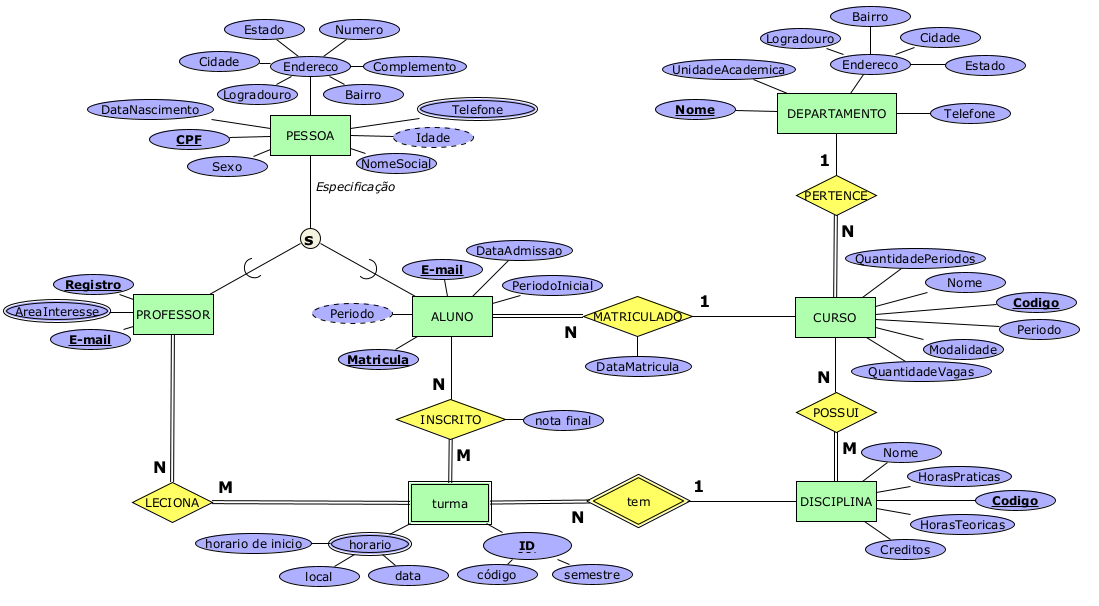 Bairro
Estado
Numero
Logradouro
Cidade
Cidade
Endereco
Complemento
Endereco
Estado
UnidadeAcademica
Logradouro
Bairro
DataNascimento
Telefone
Nome
DEPARTAMENTO
Telefone
PESSOA
CPF
Idade
Sexo
NomeSocial
1
Especificação
PERTENCE
N
s
DataAdmissao
QuantidadePeriodos
E-mail
Nome
Registro
PeriodoInicial
1
Codigo
AreaInteresse
PROFESSOR
Periodo
ALUNO
MATRICULADO
CURSO
Periodo
E-mail
N
Modalidade
Matricula
DataMatricula
QuantidadeVagas
N
N
INSCRITO
nota final
POSSUI
M
M
Nome
N
HorasPraticas
M
1
LECIONA
turma
tem
DISCIPLINA
Codigo
N
HorasTeoricas
horario de inicio
horario
ID
Creditos
local
data
código
semestre